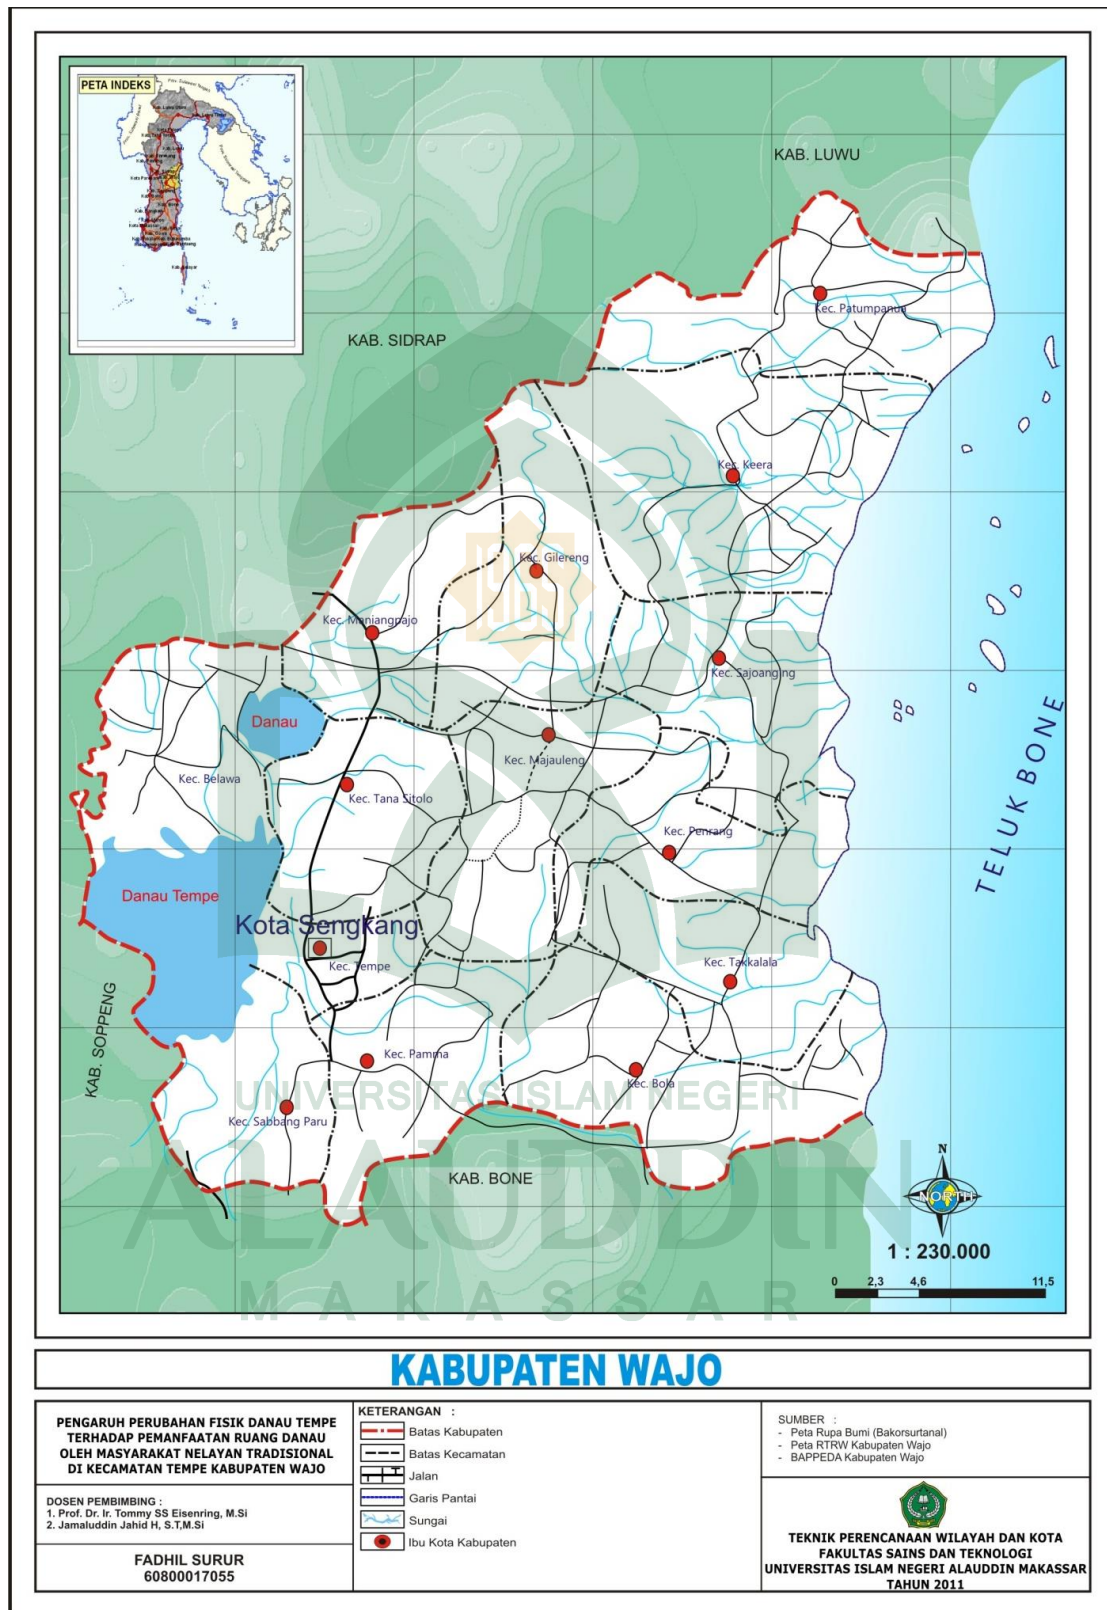 PETA INDEKS
KAB. LUWU
Kec. Patumpanua
KAB. SIDRAP
Kec. Keera
Kec. Gilereng
Kec. Maniangpajo
Kec. Sajoanging
Danau
Kec. Majauleng
Kec. Belawa
Kec. Tana Sitolo
Kec. Penrang
TELUK BONE
Danau Tempe
Kota Sengkang
Kec. Tempe
Kec. Takkalala
KAB. SOPPENG
Kec. Pamma
Kec. Bola
Kec. Sabbang Paru
UNIVERSITAS ISLAM NEGERI
ALAUDDIN
MAKASSAR
KAB. BONE
N
NORTH
1 : 230.000
0 2,3 4,6 11,5
KABUPATEN WAJO
PENGARUH PERUBAHAN FISIK DANAU TEMPE
TERHADAP PEMANFAATAN RUANG DANAU
OLEH MASYARAKAT NELAYAN TRADISIONAL
DI KECAMATAN TEMPE KABUPATEN WAJO
DOSEN PEMBIMBING :
1. Prof. Dr. Ir. Tommy SS Eisenring, M.Si
2. Jamaluddin Jahid H, S.T,M.Si
FADHIL SURUR
60800017055
KETERANGAN :
Batas Kabupaten
Batas Kecamatan
Jalan
Garis Pantai
Sungai
Ibu Kota Kabupaten
SUMBER :
- Peta Rupa Bumi (Bakorsurtanal)
- Peta RTRW Kabupaten Wajo
- BAPPEDA Kabupaten Wajo
TEKNIK PERENCANAAN WILAYAH DAN KOTA
FAKULTAS SAINS DAN TEKNOLOGI
UNIVERSITAS ISLAM NEGERI ALAUDDIN MAKASSAR
TAHUN 2011